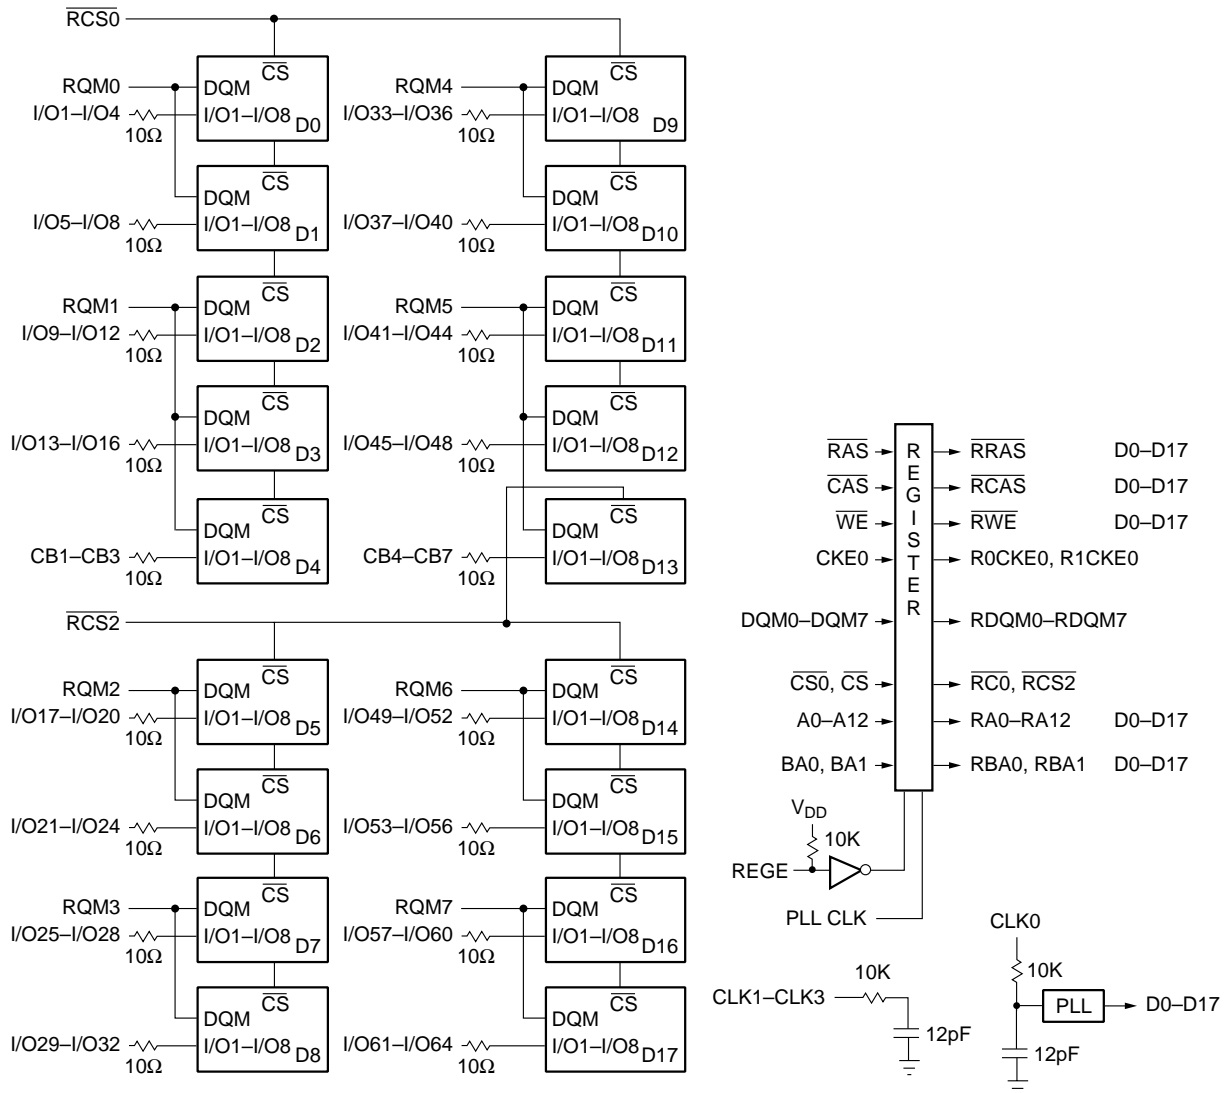 RCS0
CS
DQM
RQM0
I/O1–I/O4
10Ω
I/O1–I/O8
D0
CS
DQM
I/O5–I/O8
10Ω
I/O1–I/O8
D1
CS
RQM1
DQM
I/O9–I/O12
10Ω
I/O1–I/O8
D2
CS
DQM
I/O13–I/O16
10Ω
I/O1–I/O8
D3
CS
DQM
CB1–CB3
10Ω
I/O1–I/O8
D4
CS
RQM4
DQM
I/O33–I/O36
10Ω
I/O1–I/O8
D9
CS
DQM
I/O37–I/O40
10Ω
I/O1–I/O8
D10
CS
RQM5
DQM
I/O41–I/O44
10Ω
I/O1–I/O8
D11
CS
DQM
I/O45–I/O48
10Ω
I/O1–I/O8
D12
CS
DQM
CB4–CB7
10Ω
I/O1–I/O8
D13
RCS2
CS
RQM2
DQM
I/O17–I/O20
10Ω
I/O1–I/O8
D5
CS
DQM
I/O21–I/O24
10Ω
I/O1–I/O8
D6
CS
RQM3
DQM
I/O25–I/O28
10Ω
I/O1–I/O8
D7
CS
DQM
I/O29–I/O32
10Ω
I/O1–I/O8
D8
CS
RQM6
DQM
I/O49–I/O52
10Ω
I/O1–I/O8
D14
CS
DQM
I/O53–I/O56
10Ω
I/O1–I/O8
D15
CS
RQM7
DQM
I/O57–I/O60
10Ω
I/O1–I/O8
D16
CS
DQM
I/O61–I/O64
10Ω
I/O1–I/O8
D17
REGISTER
RAS RRAS D0–D17
CAS RCAS D0–D17
WE RWE D0–D17
CKE0 R0CKE0, R1CKE0
DQM0–DQM7 RDQM0–RDQM7
CS0, CS RC0, RCS2
A0–A12 RA0–RA12 D0–D17
BA0, BA1 RBA0, RBA1 D0–D17
VDD
10K
REGE
PLL CLK
CLK1–CLK3
10K
12pF
CLK0
10K
PLL
D0–D17
12pF